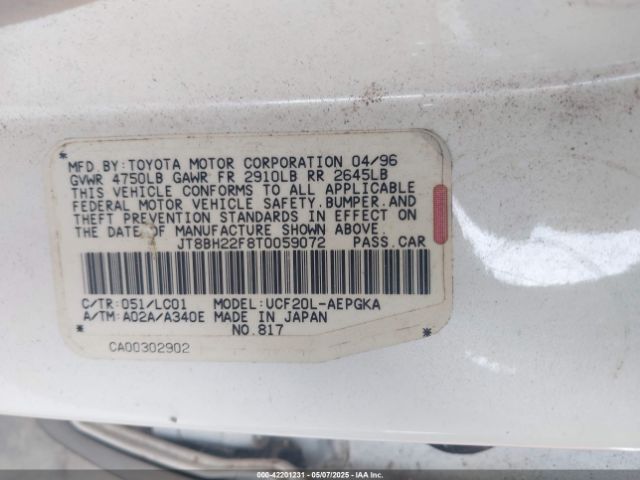 MFD. BY: TOYOTA MOTOR CORPORATION 04/96
GVWR 4750LB GAWR FR 2910LB RR 2645LB
THIS VEHICLE CONFORMS TO ALL APPLICABLE
FEDERAL MOTOR VEHICLE SAFETY, BUMPER, AND
THEFT PREVENTION STANDARDS IN EFFECT ON
THE DATE OF MANUFACTURE SHOWN ABOVE.
* JT8BH22F8T0059072 PASS. CAR *
C/TR: 051/LC01 MODEL: UCF20L-AEPGKA
A/TM: A02A/A340E MADE IN JAPAN
* NO. 817 *
CA00302902
000-42201231 - 05/07/2025 - IAAI.COM